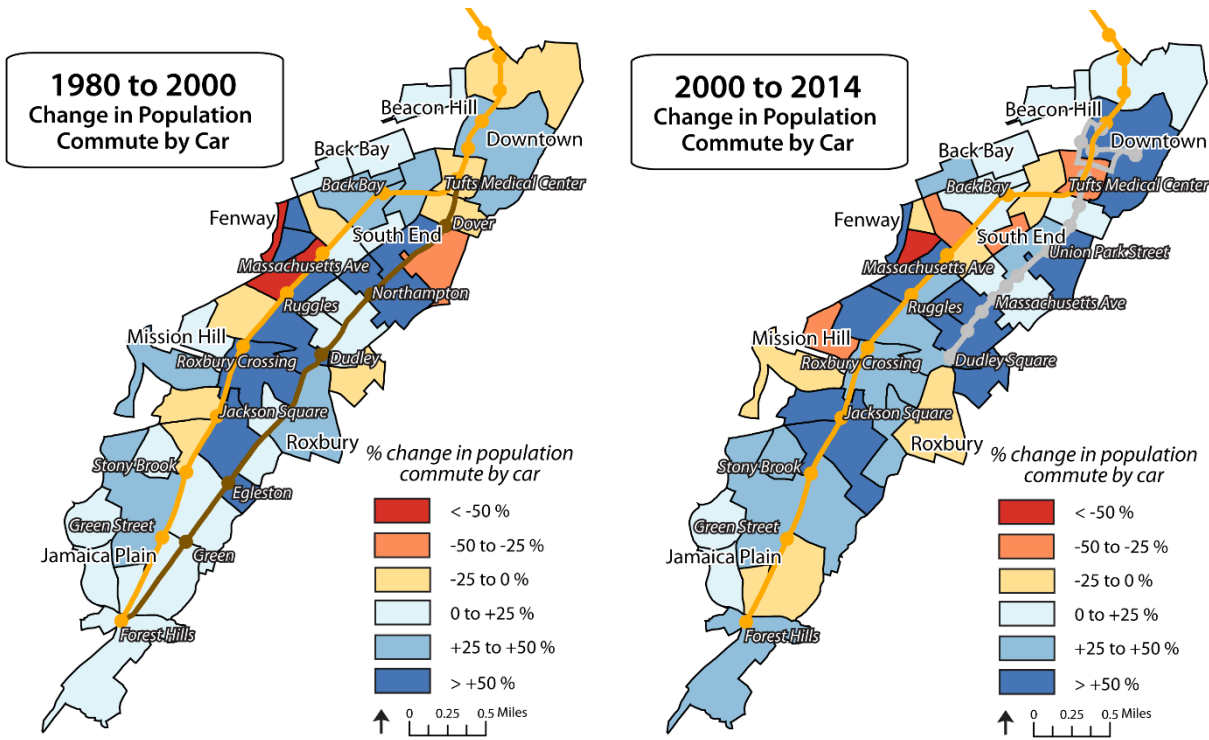 1980 to 2000
Change in Population
Commute by Car
Beacon Hill
Downtown
Back Bay
Back Bay
Tufts Medical Center
Fenway
Dover
South End
Massachusetts Ave
Northampton
Ruggles
Mission Hill
Roxbury Crossing
Dudley
Jackson Square
Roxbury
Stony Brook
Egleston
Green Street
Green
Jamaica Plain
Forest Hills
% change in population
commute by car
< -50 %
-50 to -25 %
-25 to 0 %
0 to +25 %
+25 to +50 %
> +50 %
0 0.25 0.5 Miles
2000 to 2014
Change in Population
Commute by Car
Beacon Hill
Downtown
Back Bay
Back Bay
Tufts Medical Center
Fenway
South End
Union Park Street
Massachusetts Ave
Ruggles
Massachusetts Ave
Mission Hill
Roxbury Crossing
Dudley Square
Jackson Square
Roxbury
Stony Brook
Green Street
Jamaica Plain
Forest Hills
% change in population
commute by car
< -50 %
-50 to -25 %
-25 to 0 %
0 to +25 %
+25 to +50 %
> +50 %
0 0.25 0.5 Miles